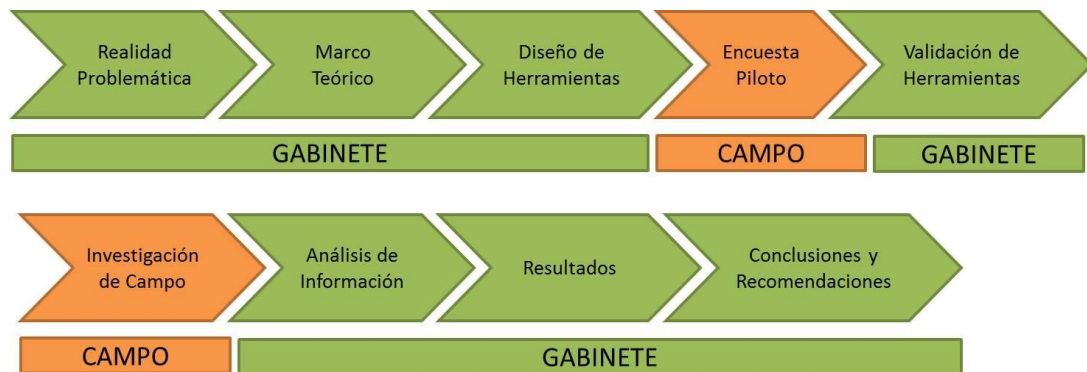 Realidad
Problemática
Marco
Teórico
Diseño de
Herramientas
Encuesta
Piloto
Validación de
Herramientas
GABINETE
CAMPO
GABINETE
Investigación
de Campo
Análisis de
Información
Resultados
Conclusiones y
Recomendaciones
CAMPO
GABINETE